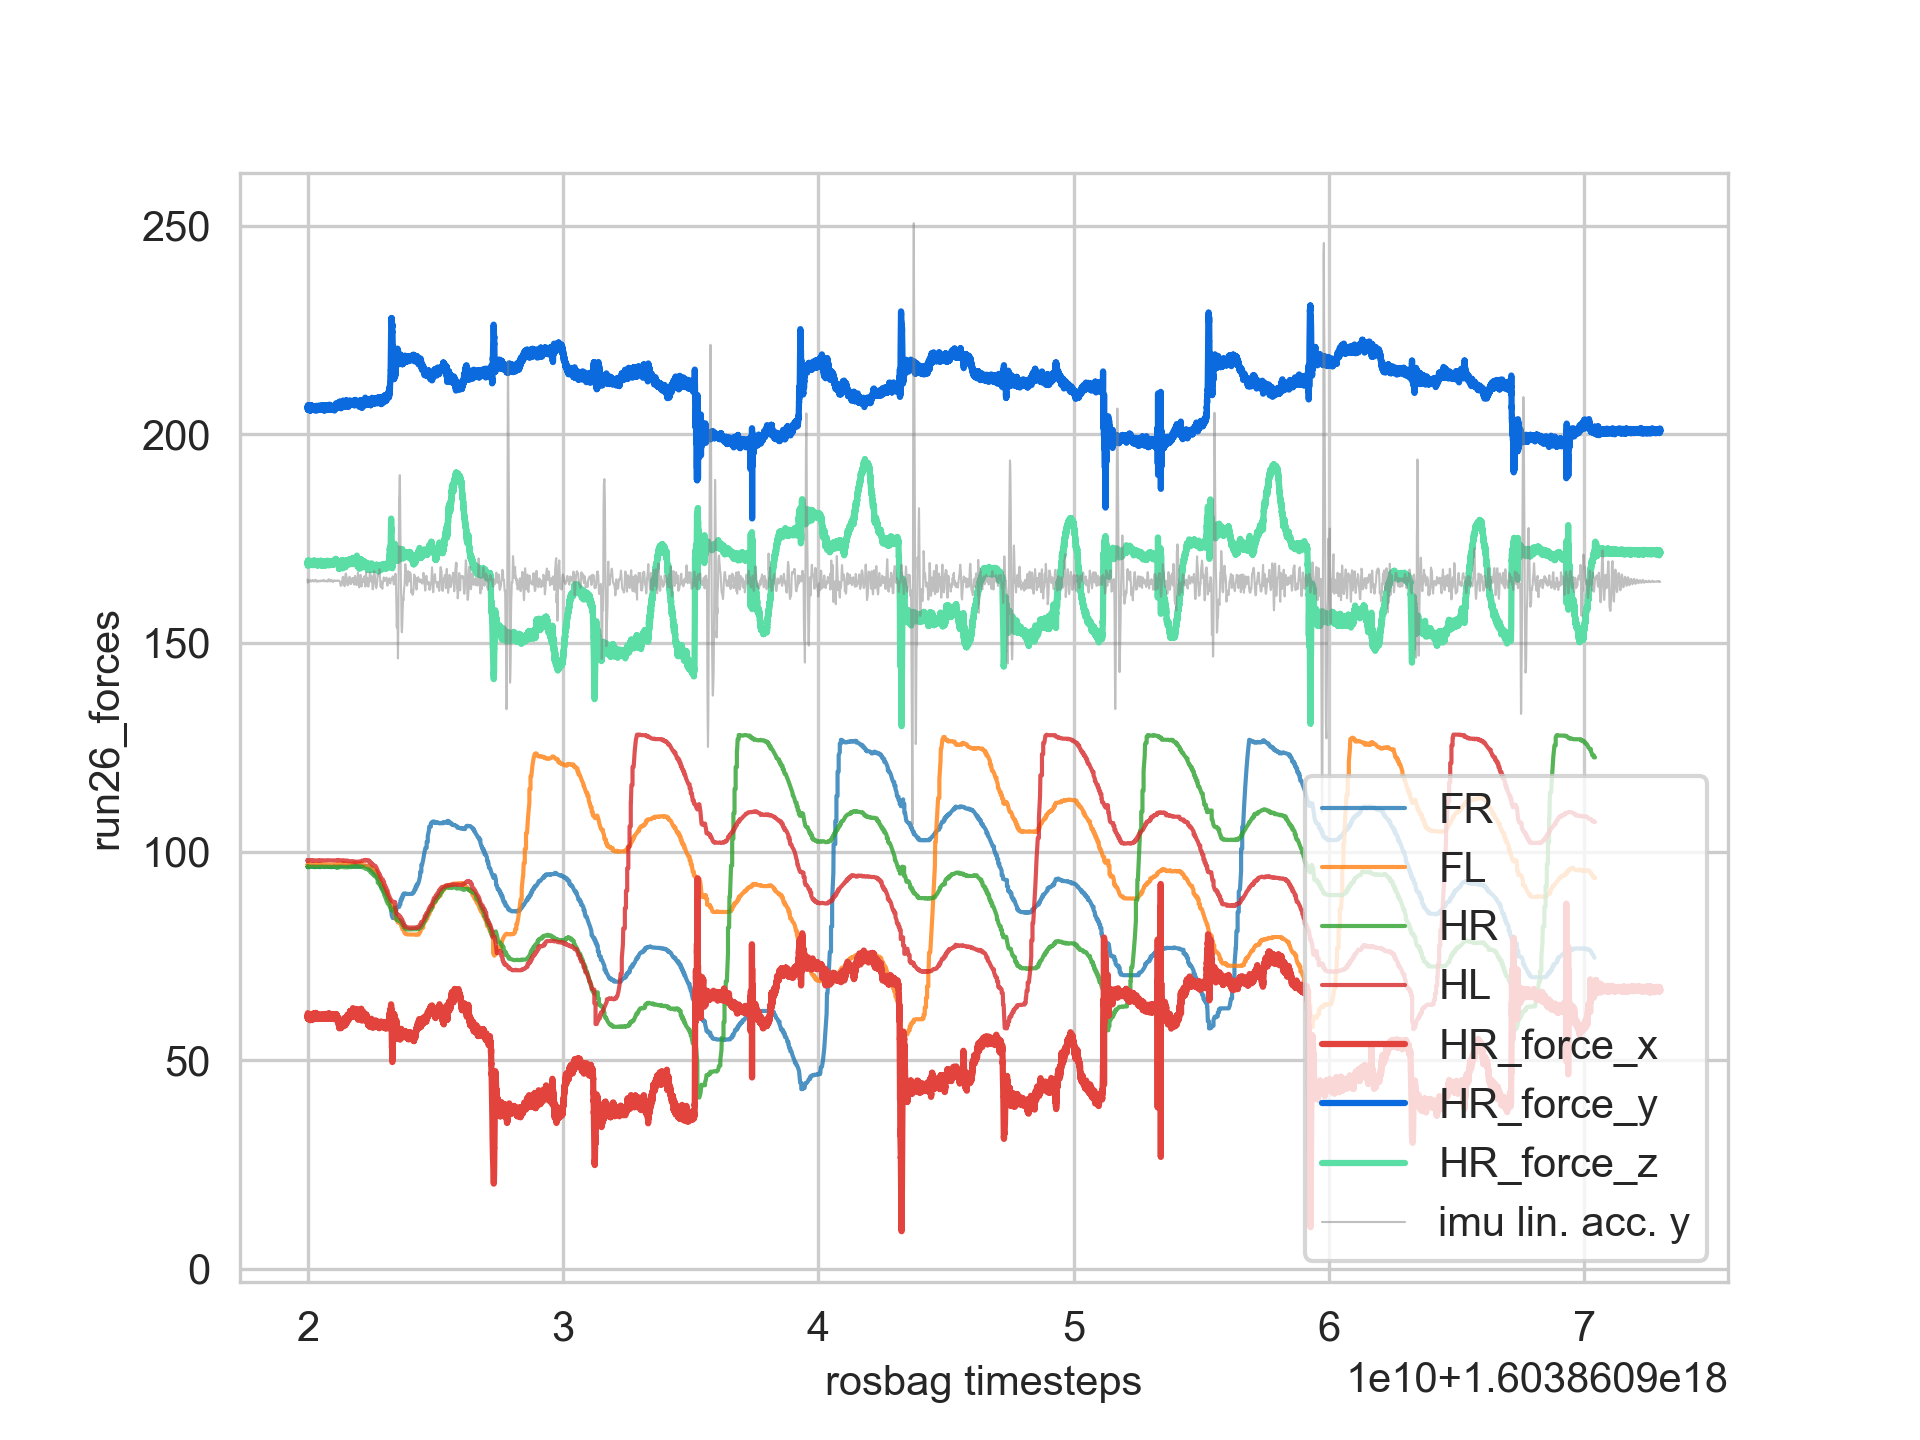 run26_forces
250
200
150
100
50
0
2 3 4 5 6 7
rosbag timesteps
1e10+1.6038609e18
FR
FL
HR
HL
HR_force_x
HR_force_y
HR_force_z
imu lin. acc. y